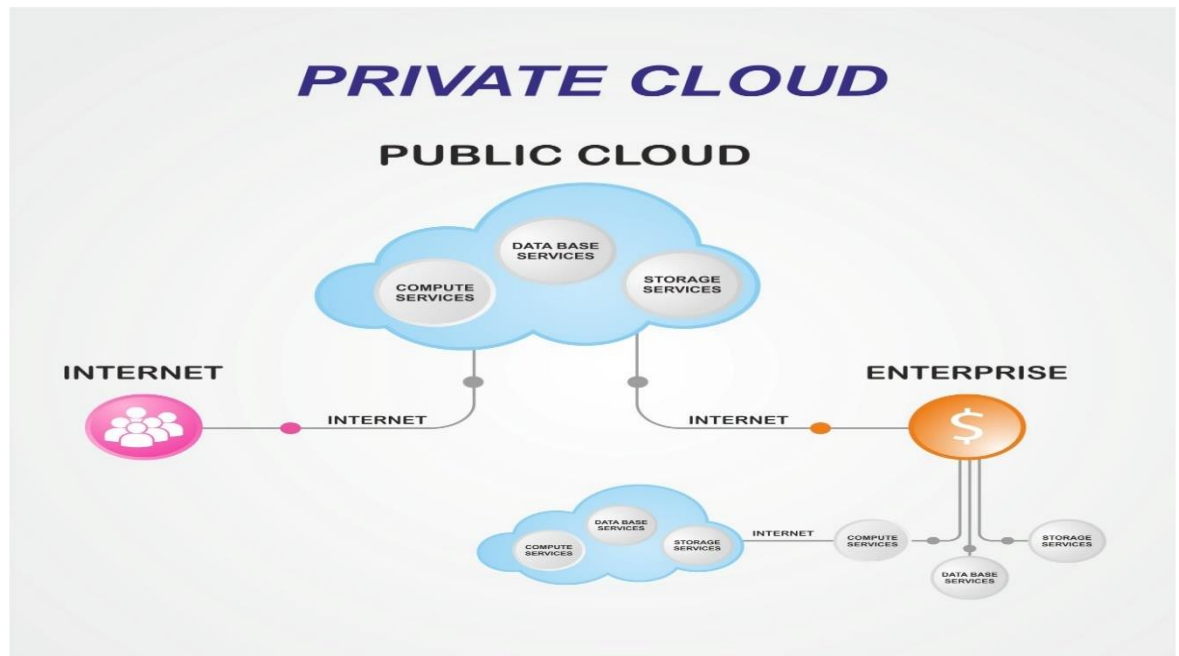 PRIVATE CLOUD
PUBLIC CLOUD
DATA BASE
SERVICES
COMPUTE
SERVICES
STORAGE
SERVICES
INTERNET
ENTERPRISE
INTERNET
INTERNET
$
DATA BASE
SERVICES
COMPUTE
SERVICES
STORAGE
SERVICES
INTERNET
COMPUTE
SERVICES
STORAGE
SERVICES
DATA BASE
SERVICES